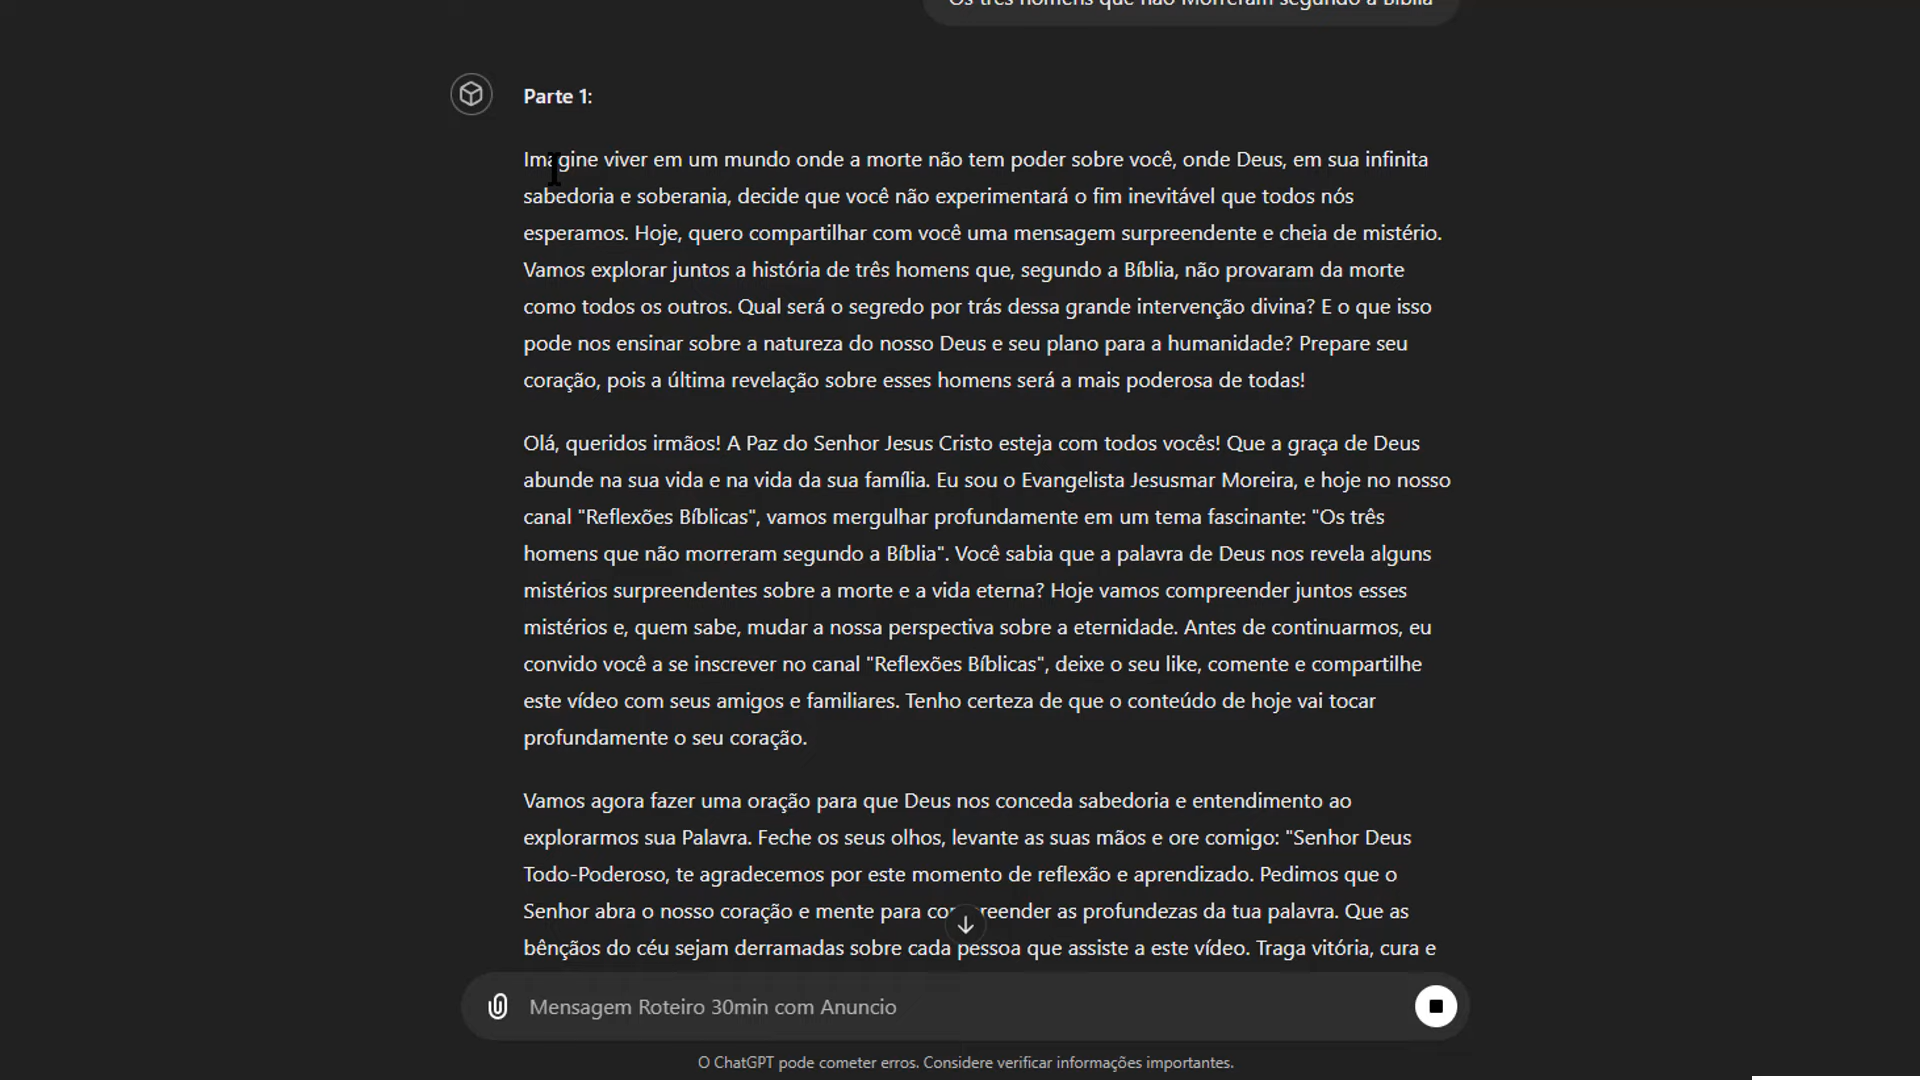 Os três homens que não Morreram segundo a Bíblia
Parte 1:
Imagine viver em um mundo onde a morte não tem poder sobre você, onde Deus, em sua infinita
sabedoria e soberania, decide que você não experimentará o fim inevitável que todos nós
esperamos. Hoje, quero compartilhar com você uma mensagem surpreendente e cheia de mistério.
Vamos explorar juntos a história de três homens que, segundo a Bíblia, não provaram da morte
como todos os outros. Qual será o segredo por trás dessa grande intervenção divina? E o que isso
pode nos ensinar sobre a natureza do nosso Deus e seu plano para a humanidade? Prepare seu
coração, pois a última revelação sobre esses homens será a mais poderosa de todas!
Olá, queridos irmãos! A Paz do Senhor Jesus Cristo esteja com todos vocês! Que a graça de Deus
abunde na sua vida e na vida da sua família. Eu sou o Evangelista Jesusmar Moreira, e hoje no nosso
canal "Reflexões Bíblicas", vamos mergulhar profundamente em um tema fascinante: "Os três
homens que não morreram segundo a Bíblia". Você sabia que a palavra de Deus nos revela alguns
mistérios surpreendentes sobre a morte e a vida eterna? Hoje vamos compreender juntos esses
mistérios e, quem sabe, mudar a nossa perspectiva sobre a eternidade. Antes de continuarmos, eu
convido você a se inscrever no canal "Reflexões Bíblicas", deixe o seu like, comente e compartilhe
este vídeo com seus amigos e familiares. Tenho certeza de que o conteúdo de hoje vai tocar
profundamente o seu coração.
Vamos agora fazer uma oração para que Deus nos conceda sabedoria e entendimento ao
explorarmos sua Palavra. Feche os seus olhos, levante as suas mãos e ore comigo: "Senhor Deus
Todo-Poderoso, te agradecemos por este momento de reflexão e aprendizado. Pedimos que o
Senhor abra o nosso coração e mente para compreender as profundezas da tua palavra. Que as
bênçãos do céu sejam derramadas sobre cada pessoa que assiste a este vídeo. Traga vitória, cura e
Mensagem Roteiro 30min com Anuncio
O ChatGPT pode cometer erros. Considere verificar informações importantes.